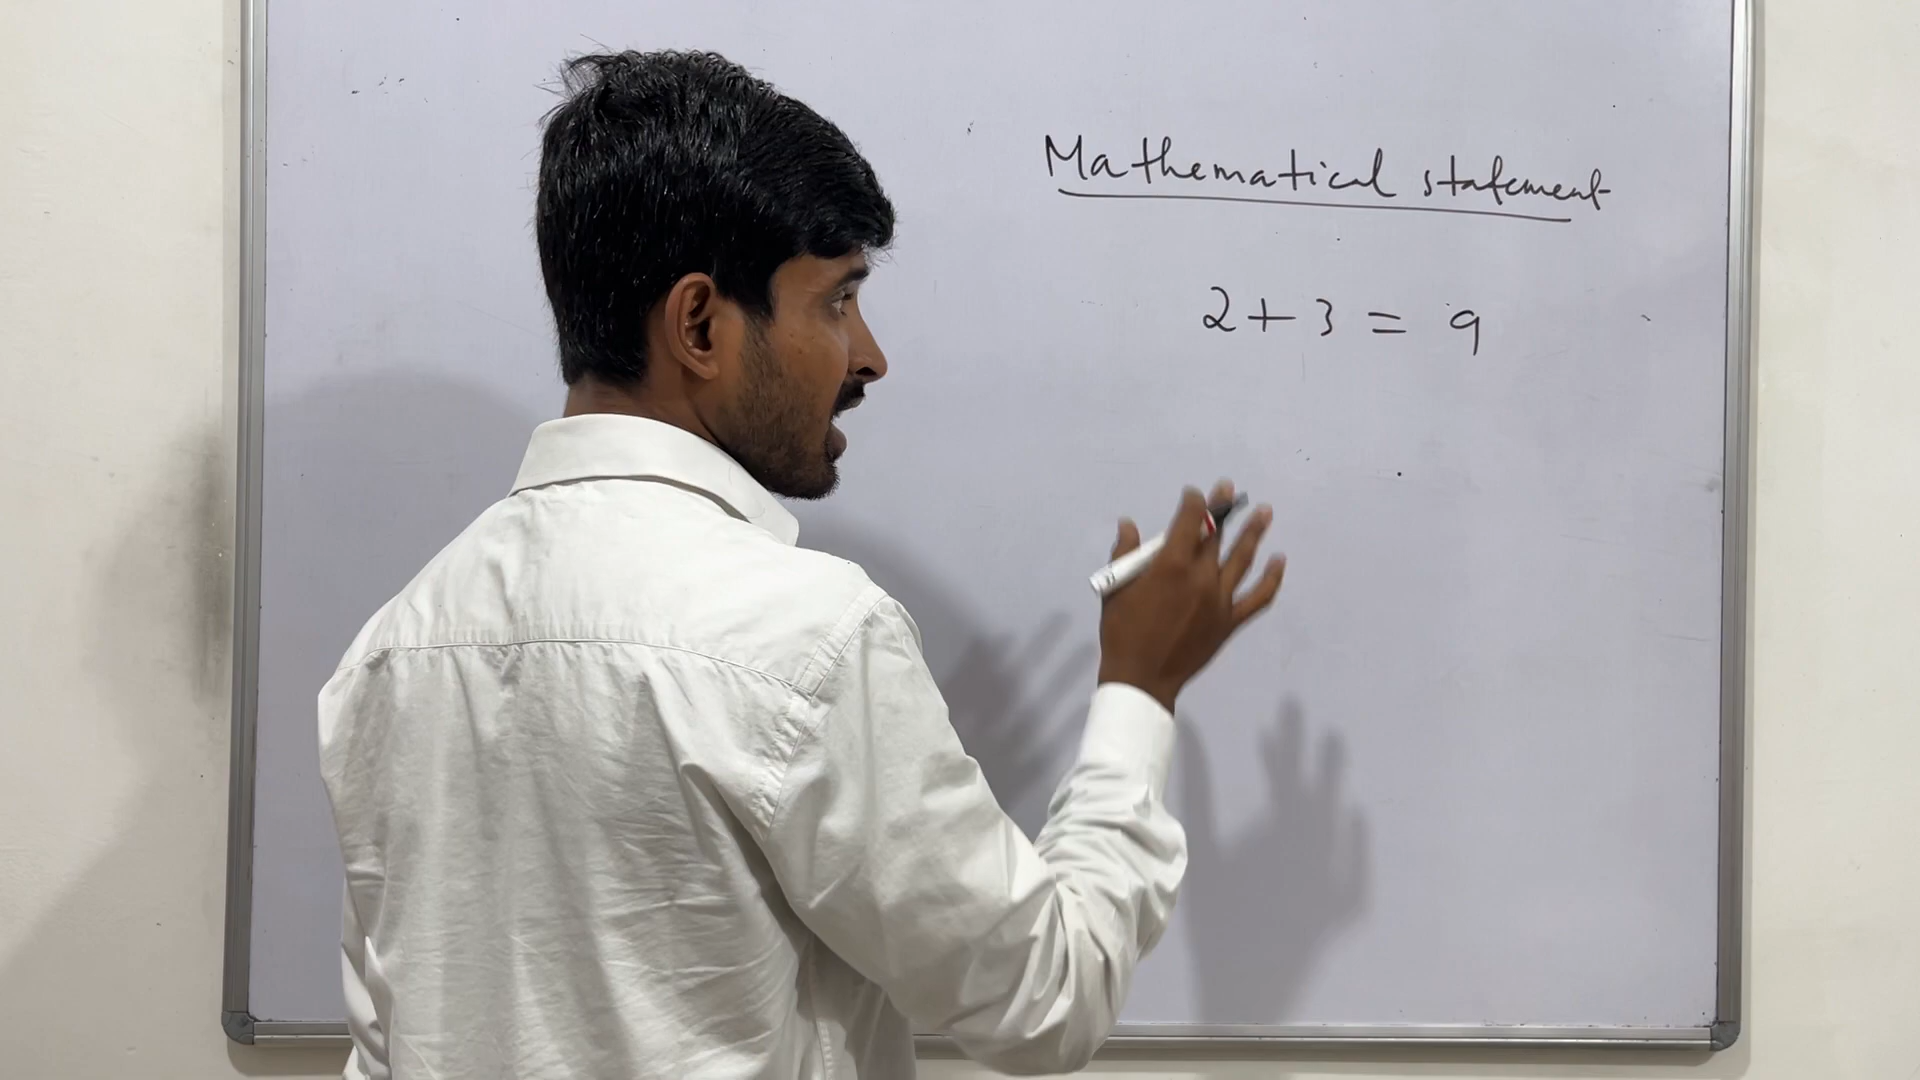 Mathematical statement
2 + 3 = 9